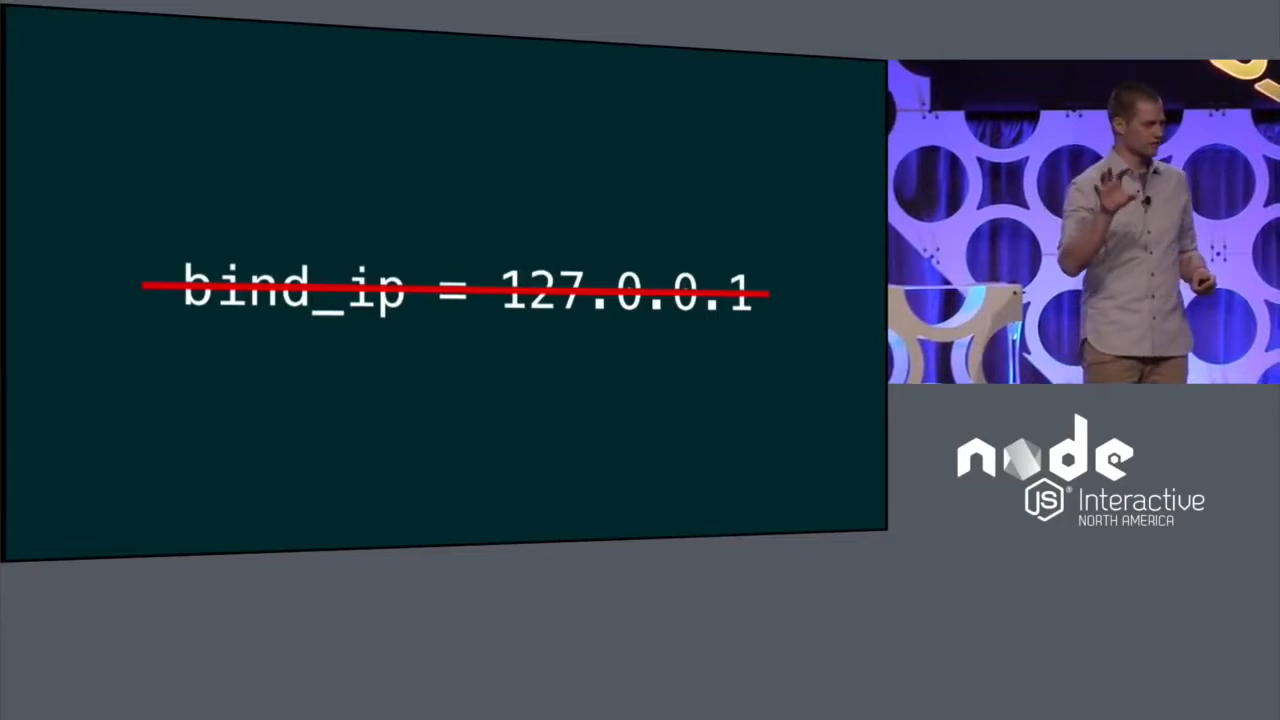 bind_ip = 127.0.0.1
node
JS® Interactive
NORTH AMERICA